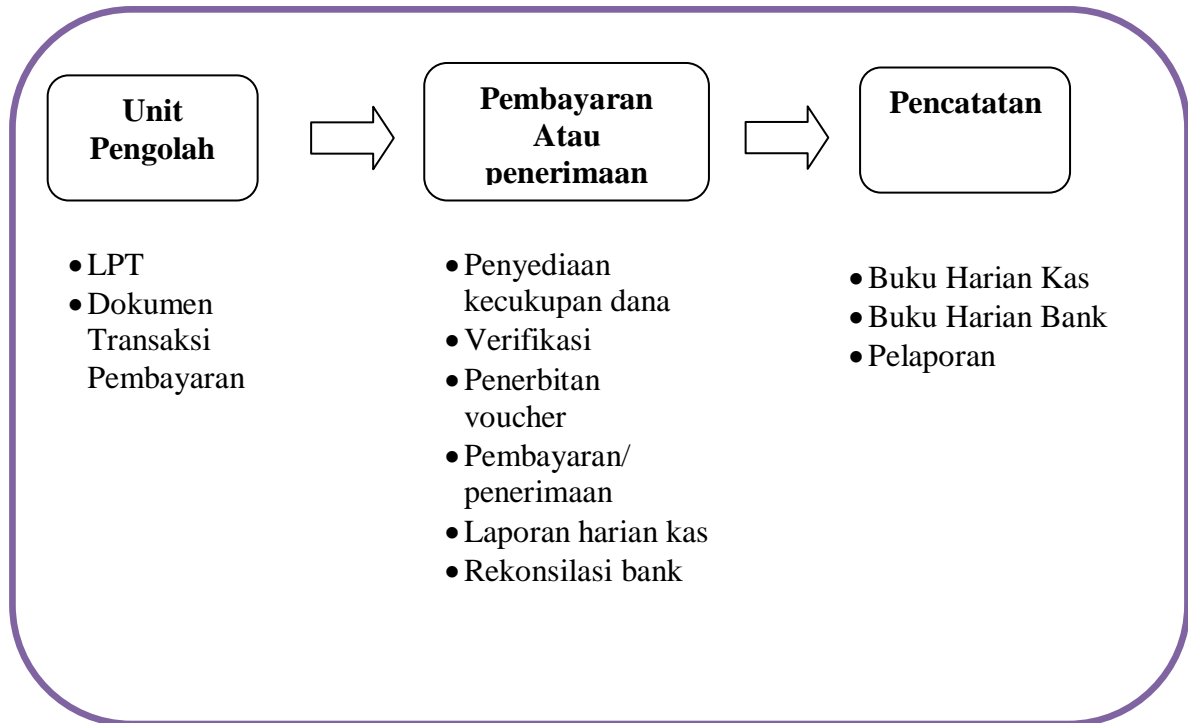 Unit
Pengolah
Pembayaran
Atau
penerimaan
Pencatatan
• LPT
• Dokumen
Transaksi
Pembayaran
• Penyediaan
kecukupan dana
• Verifikasi
• Penerbitan
voucher
• Pembayaran/
penerimaan
• Laporan harian kas
• Rekonsilasi bank
• Buku Harian Kas
• Buku Harian Bank
• Pelaporan